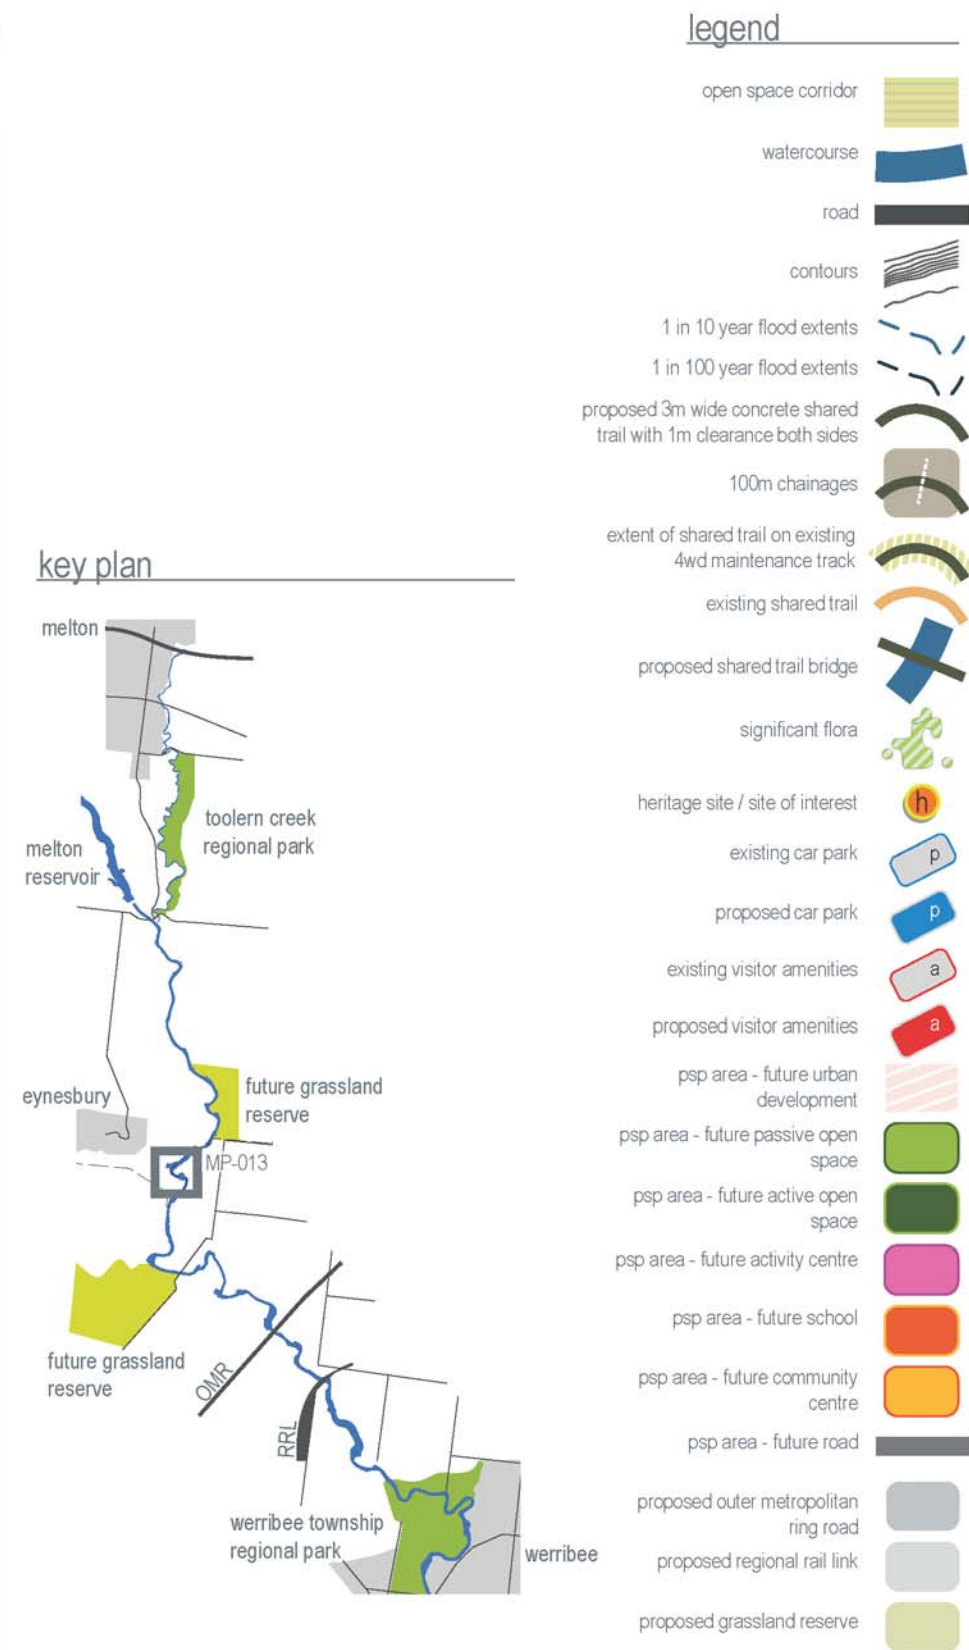 legend
open space corridor
watercourse
road
contours
1 in 10 year flood extents
1 in 100 year flood extents
proposed 3m wide concrete shared
trail with 1m clearance both sides
100m chainages
extent of shared trail on existing
4wd maintenance track
existing shared trail
proposed shared trail bridge
significant flora
heritage site / site of interest
h
existing car park
p
proposed car park
p
existing visitor amenities
a
proposed visitor amenities
a
psp area - future urban
development
psp area - future passive open
space
psp area - future active open
space
psp area - future activity centre
psp area - future school
psp area - future community
centre
psp area - future road
proposed outer metropolitan
ring road
proposed regional rail link
proposed grassland reserve
key plan
melton
toolern creek
regional park
melton
reservoir
eynesbury
future grassland
reserve
MP-013
future grassland
reserve
OMR
RRL
werribee township
regional park
werribee